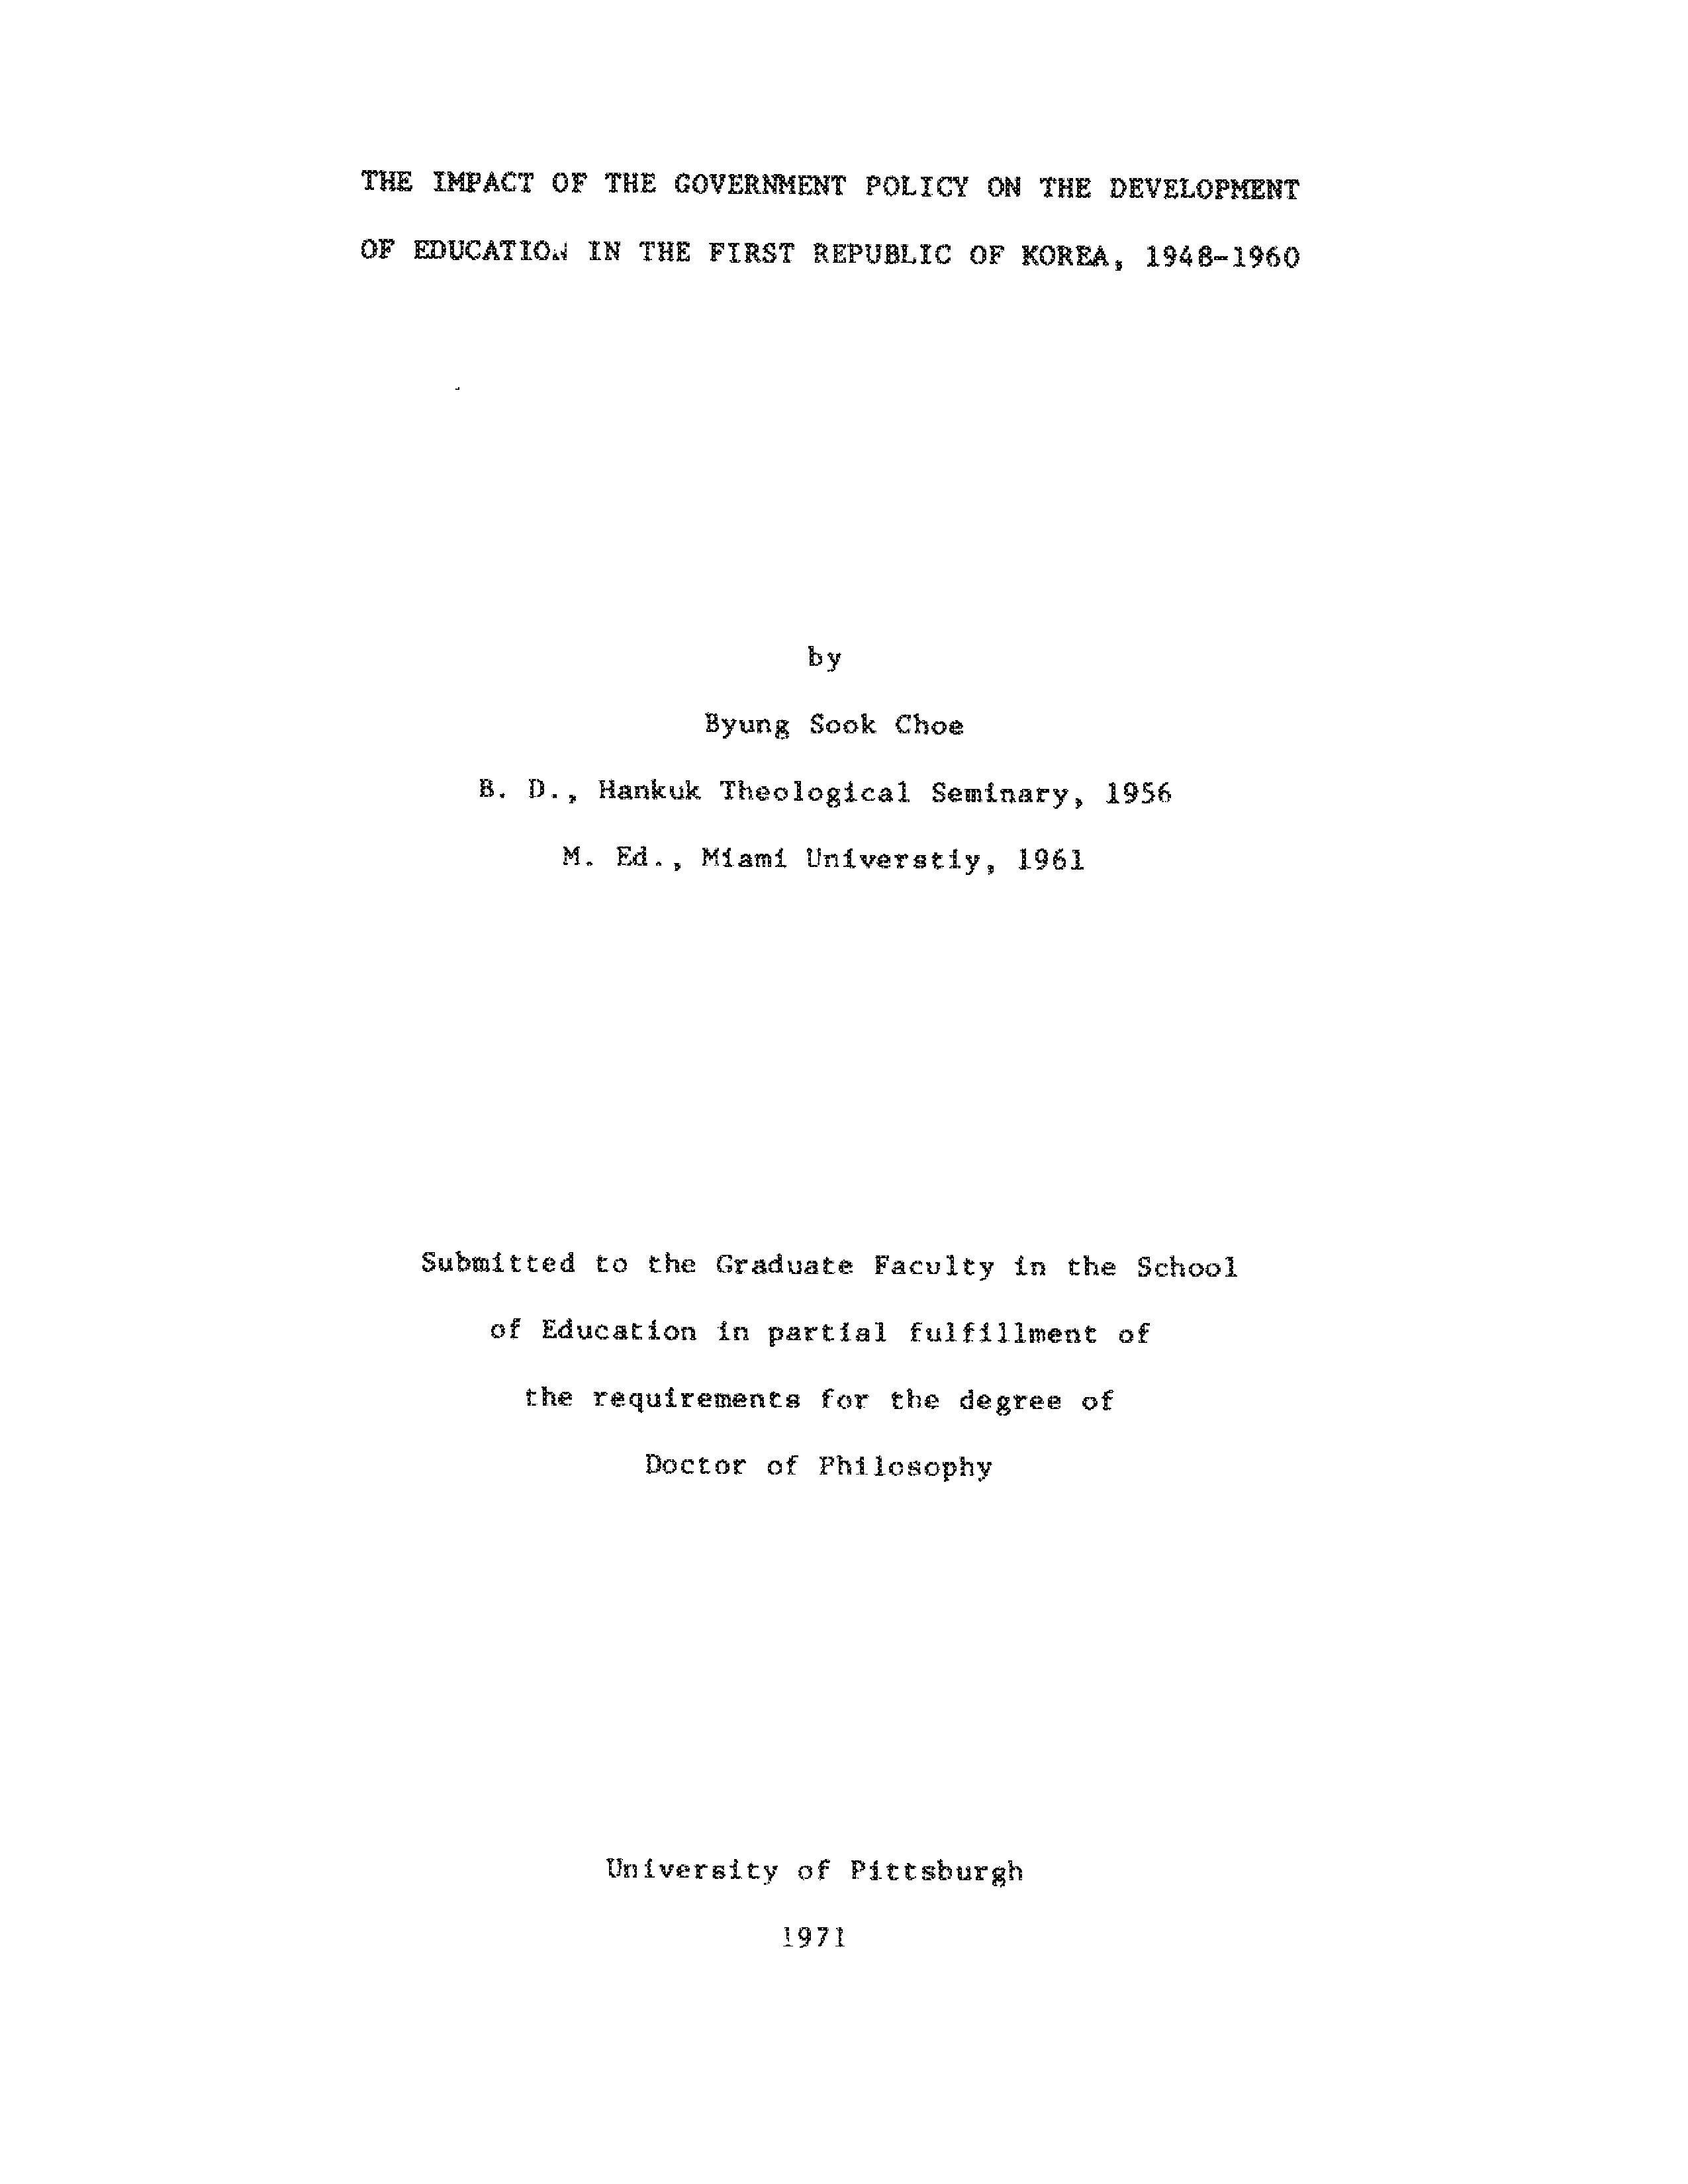 THE IMPACT OF THE GOVERNMENT POLICY ON THE DEVELOPMENT
OF EDUCATION IN THE FIRST REPUBLIC OF KOREA, 1948-1960
by
Byung Sook Choe
B. D., Hankuk Theological Seminary, 1956
M. Ed., Miami Universtiy, 1961
Submitted to the Graduate Faculty in the School
of Education in partial fulfillment of
the requirements for the degree of
Doctor of Philosophy
University of Pittsburgh
1971